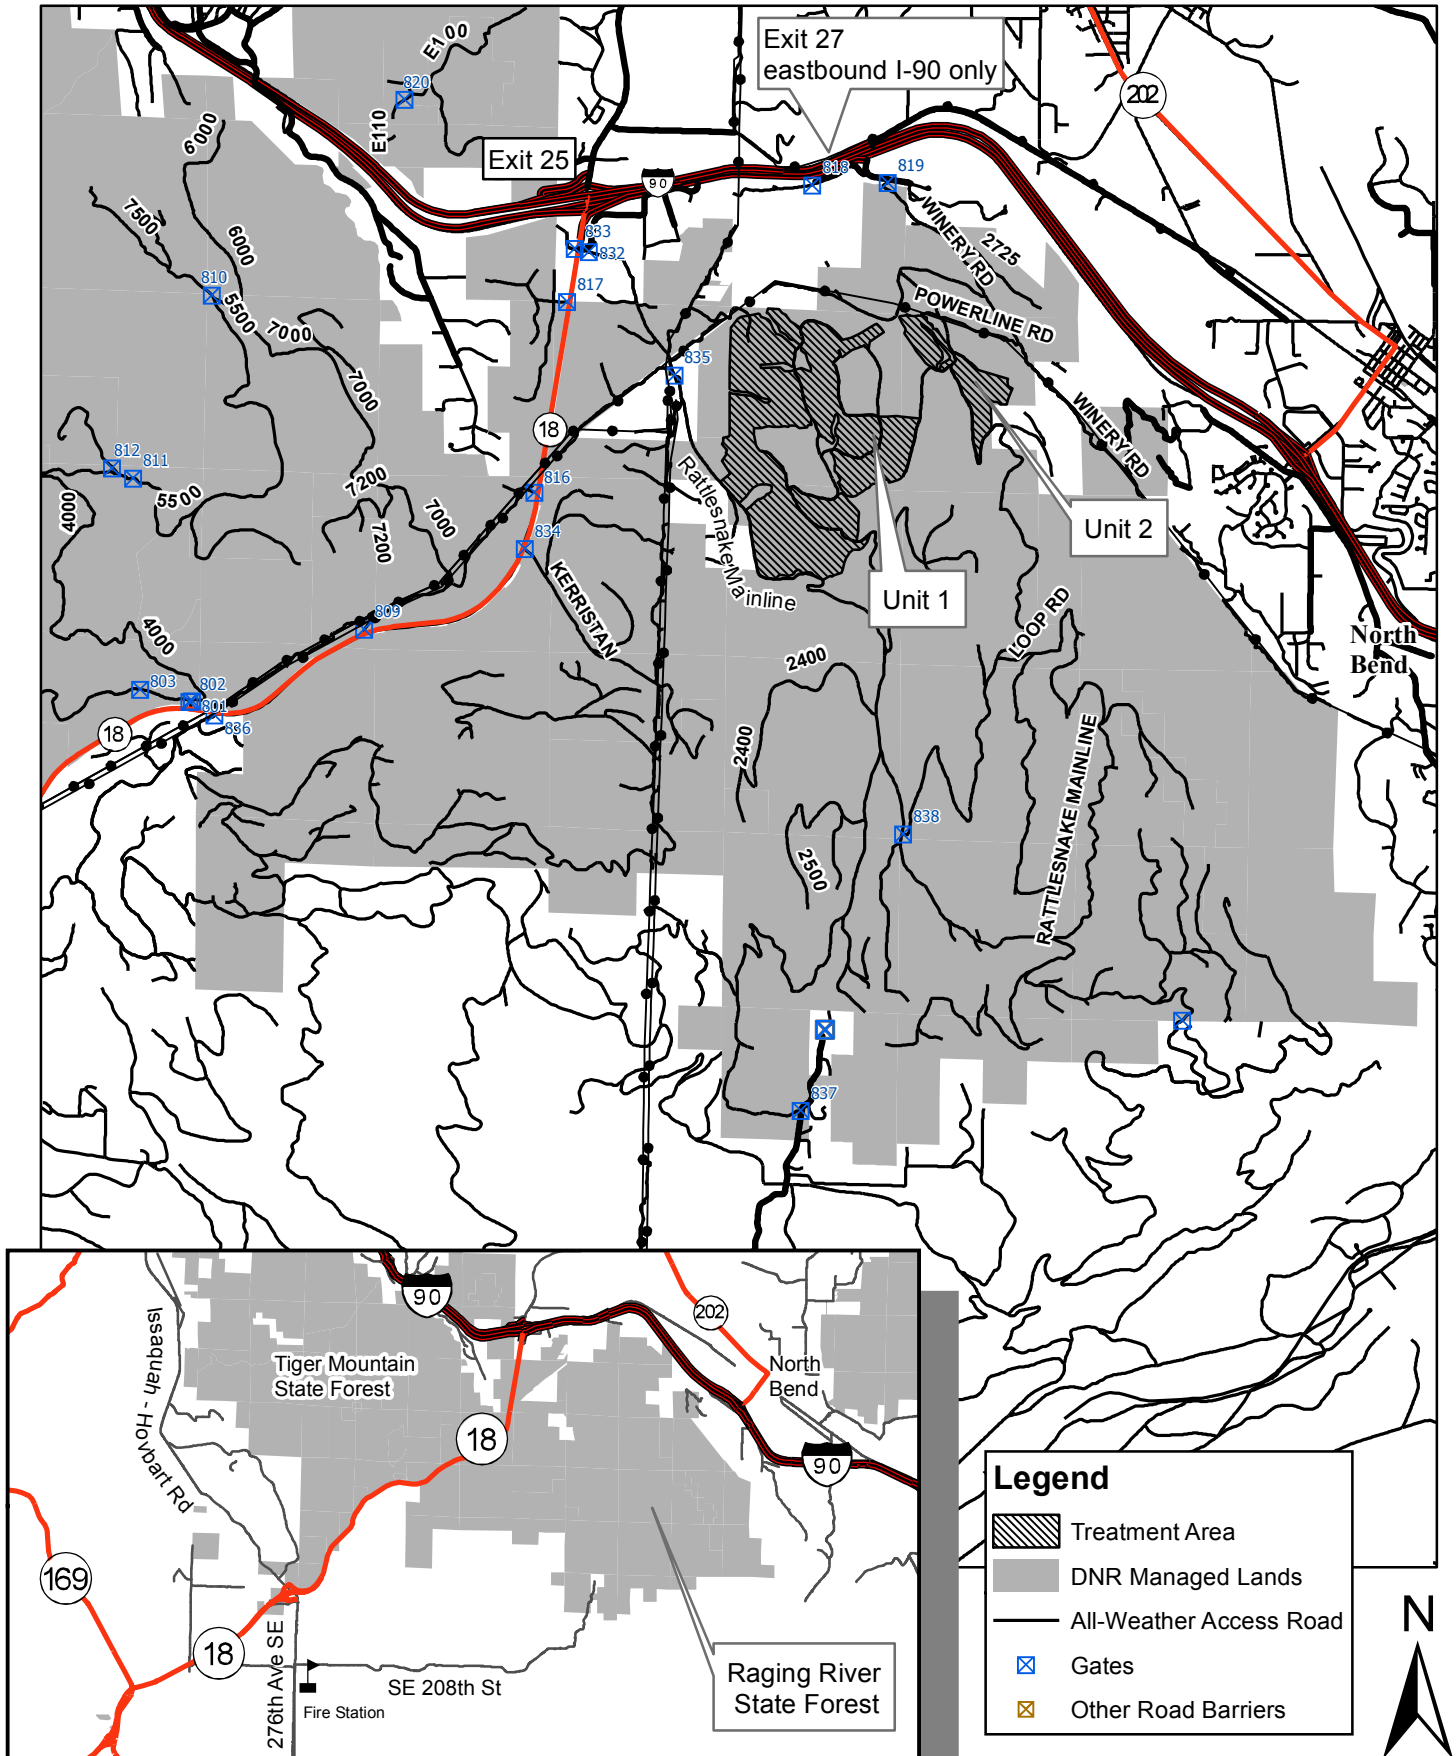 Exit 27
eastbound I-90 only
202
E100
820
E110
Exit 25
90
818
819
6000
7500
6000
833
832
WINERY RD
2725
810
5500
7000
817
POWERLINE RD
7000
835
18
WINERY RD
812
811
5500
4000
7200
7000
7200
816
834
Rattlesnake Mainline
Unit 2
Unit 1
KERRISTAN
809
LOOP RD
North
Bend
4000
2400
803
802
801
836
18
2400
RATTLESNAKE MAINLINE
838
2500
837
90
202
Issaquah - Hovbart Rd
Tiger Mountain
State Forest
North
Bend
18
90
169
18
276th Ave SE
SE 208th St
Fire Station
Raging River
State Forest
Legend
Treatment Area
DNR Managed Lands
All-Weather Access Road
Gates
Other Road Barriers
N